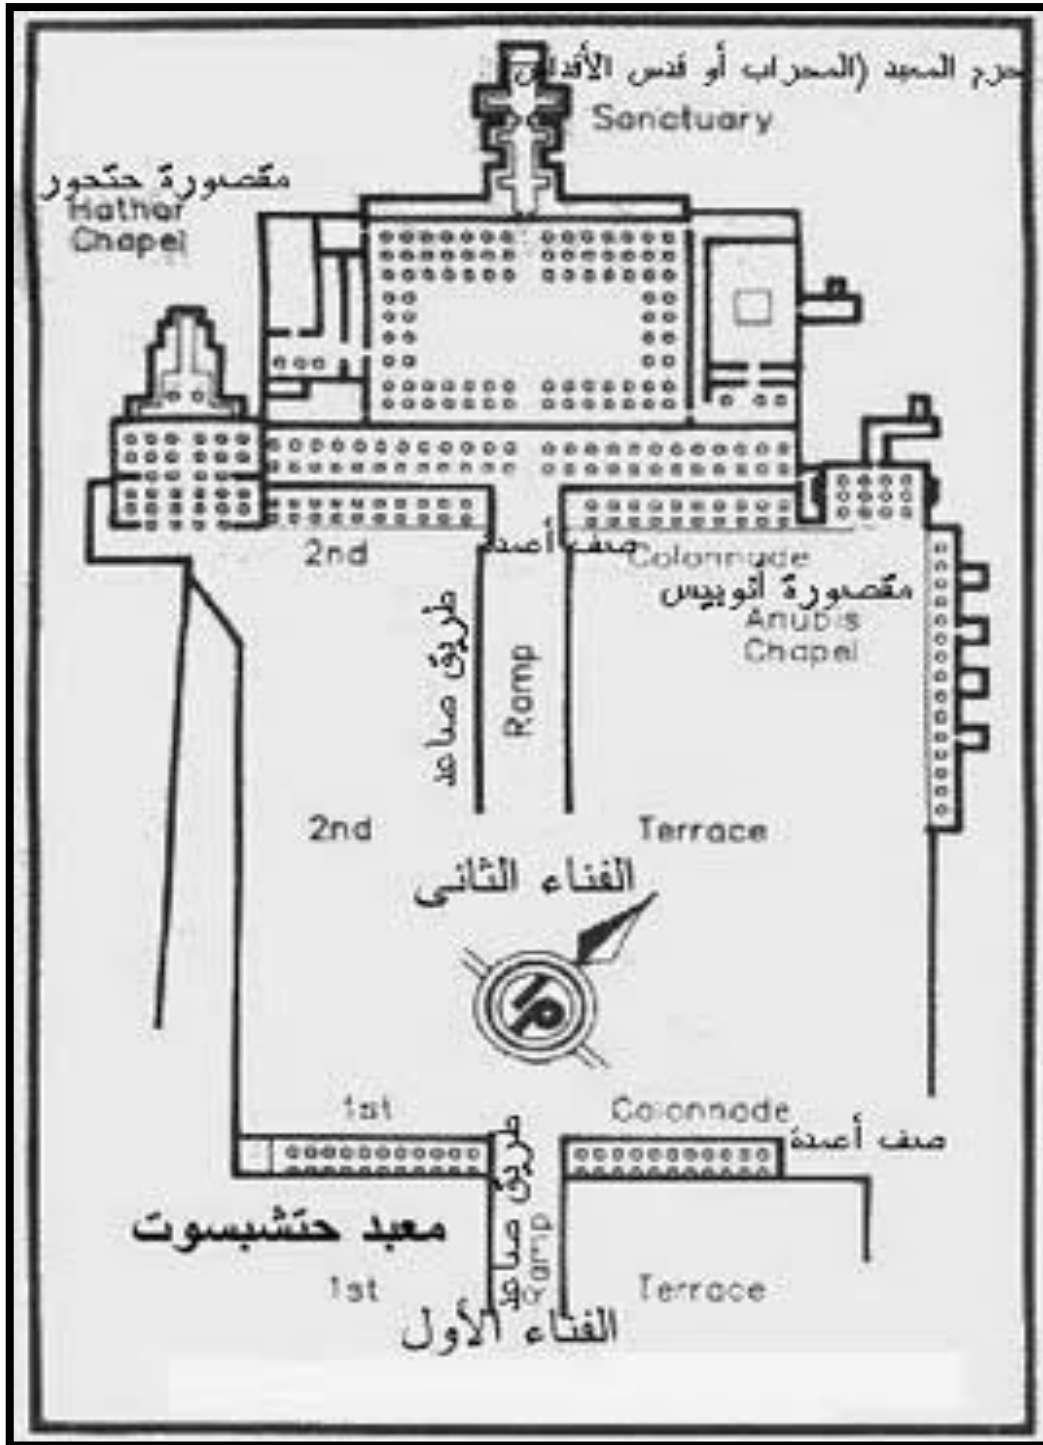 حرم المعبد (المحراب أو قدس الأقداس
Sanctuary
مقصورة حتحور
Hathor
Chapel
2nd
صف أعمدة
Colonnade
مقصورة أنوبيس
Anubis
Chapel
طريق صاعد
Ramp
2nd
Terrace
الفناء الثانى
1st
Colonnade
صف أعمدة
طريق صاعد
Ramp
معبد حتشبسوت
1st
Terrace
الفناء الأول